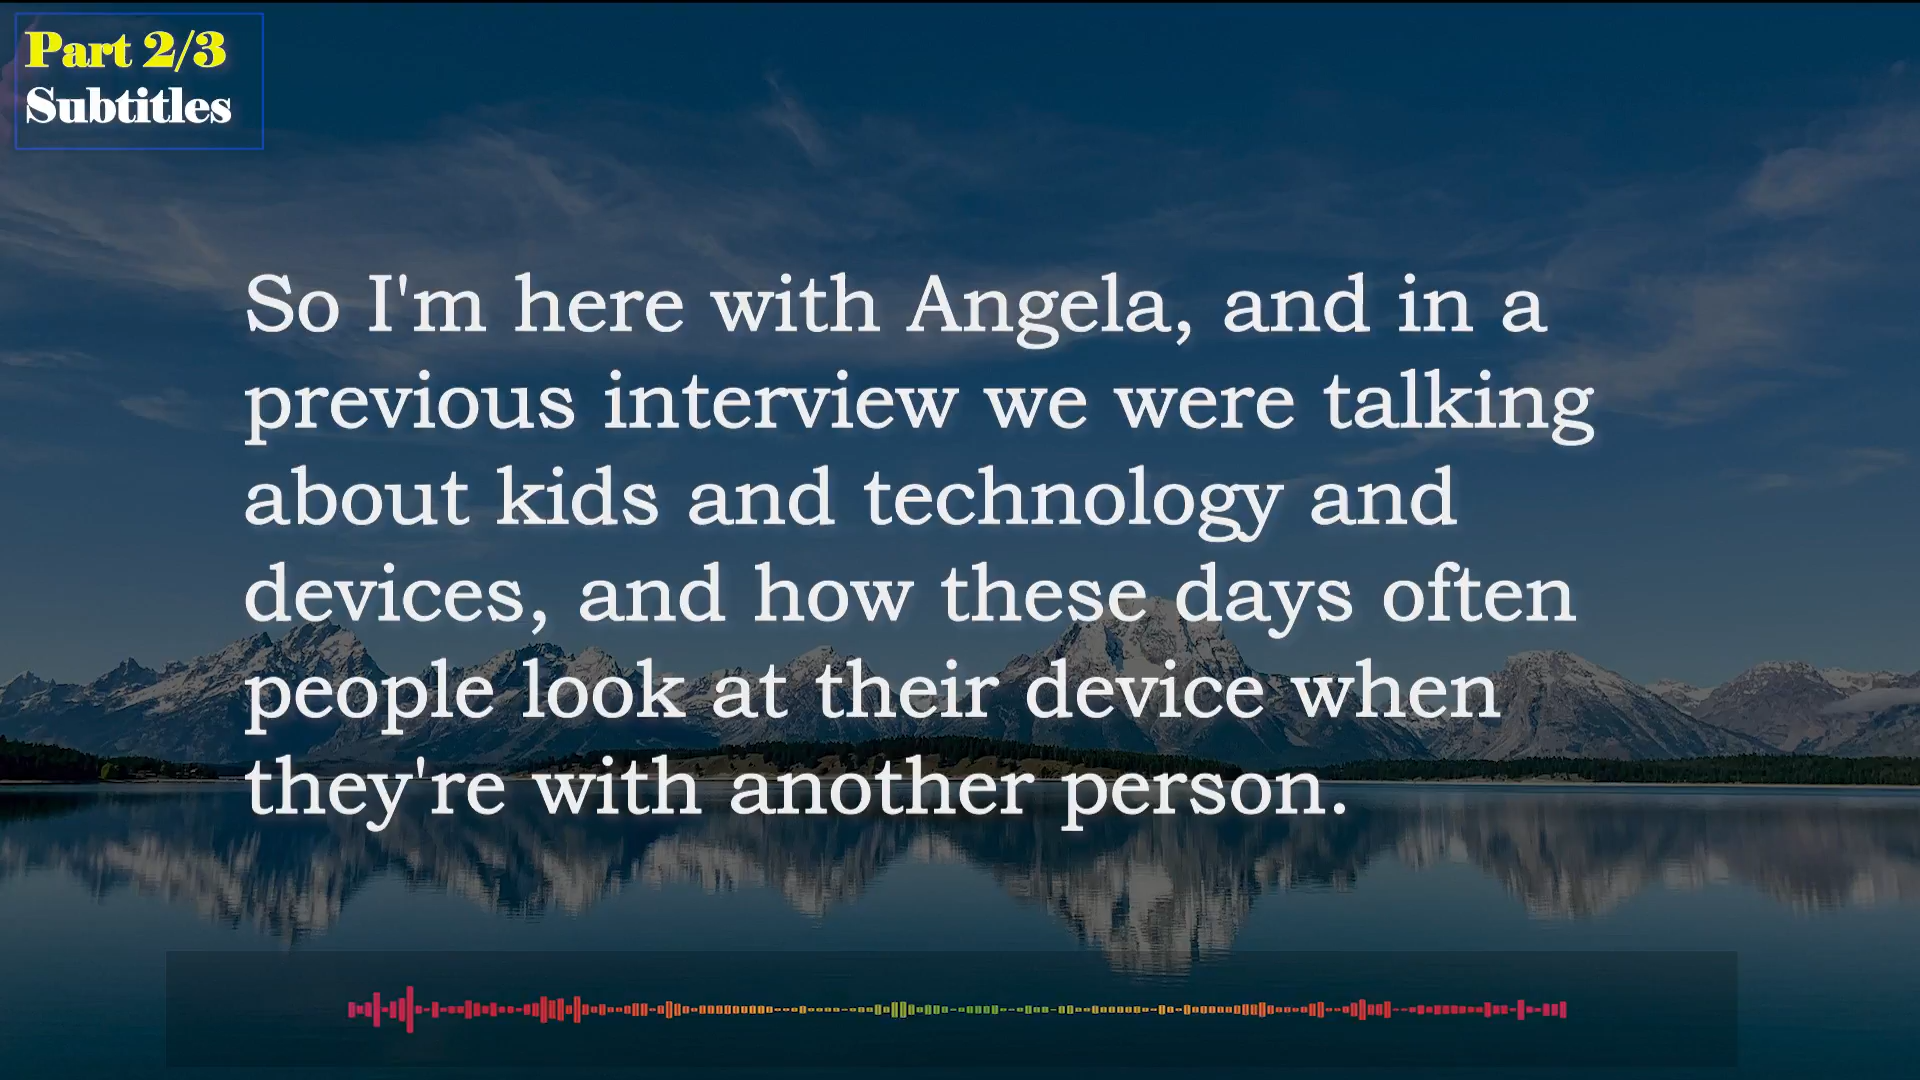 Part 2/3
Subtitles
So I'm here with Angela, and in a
previous interview we were talking
about kids and technology and
devices, and how these days often
people look at their device when
they're with another person.